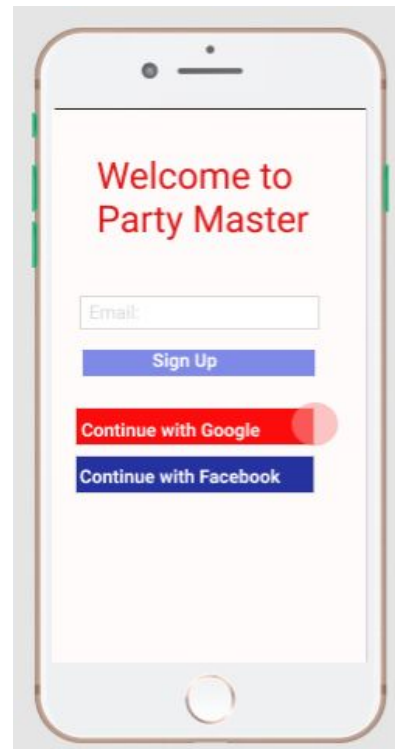 Welcome to
Party Master
Email:
Sign Up
Continue with Google
Continue with Facebook